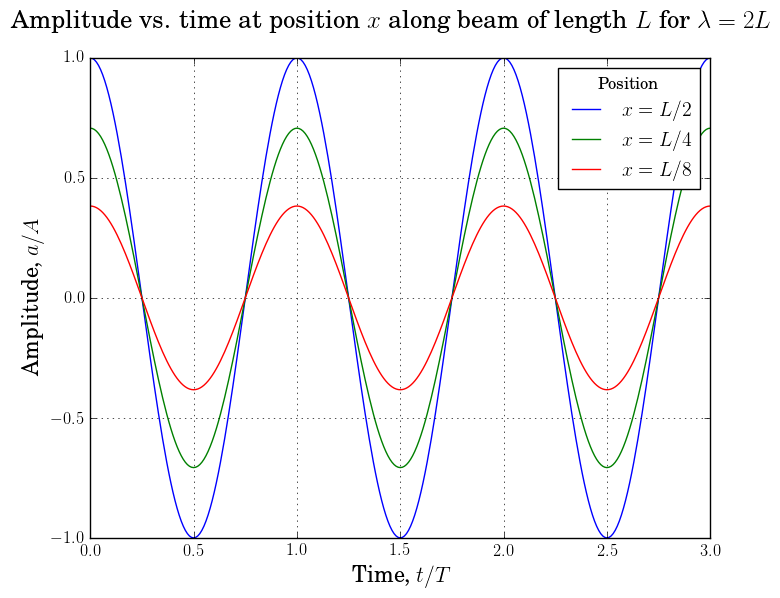 Amplitude vs. time at position x along beam of length L for λ = 2L
1.0
0.5
0.0
−0.5
−1.0
Amplitude, a/A
Position
x = L/2
x = L/4
x = L/8
0.0 0.5 1.0 1.5 2.0 2.5 3.0
Time, t/T